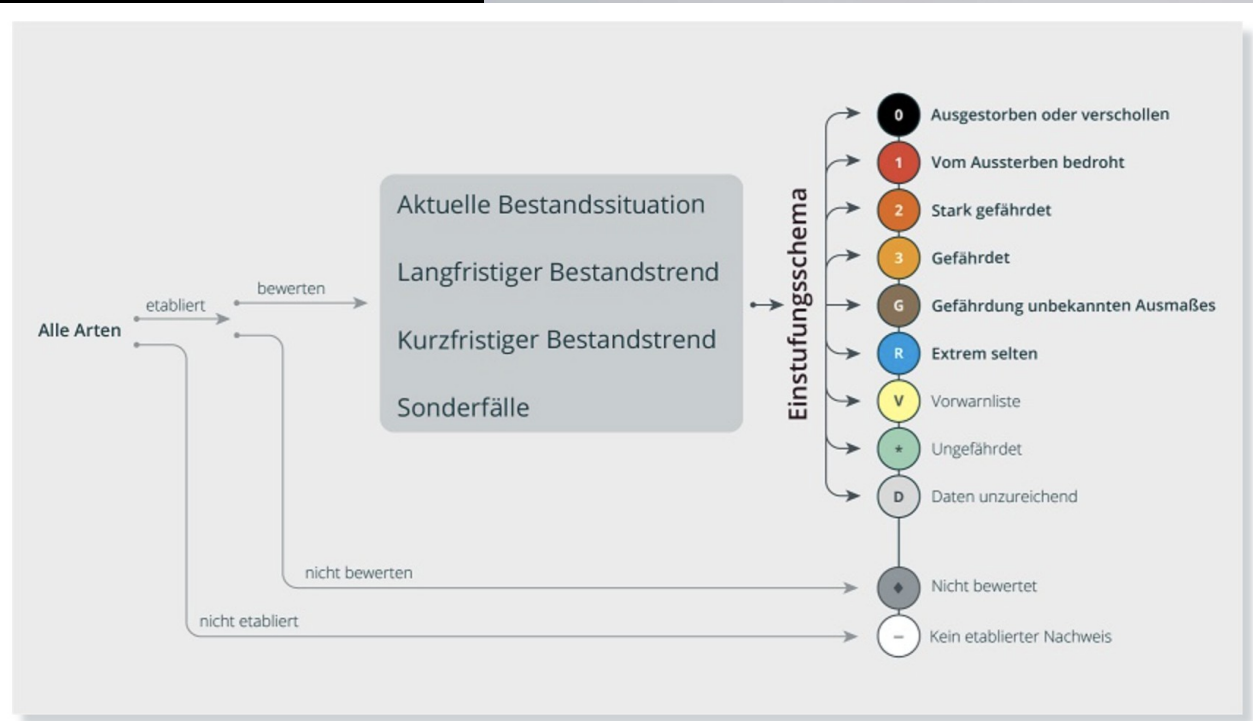 Alle Arten
etabliert
bewerten
nicht bewerten
nicht etabliert
Aktuelle Bestandssituation
Langfristiger Bestandstrend
Kurzfristiger Bestandstrend
Sonderfälle
Einstufungsschema
0 Ausgestorben oder verschollen
1 Vom Aussterben bedroht
2 Stark gefährdet
3 Gefährdet
G Gefährdung unbekannten Ausmaßes
R Extrem selten
V Vorwarnliste
* Ungefährdet
D Daten unzureichend
♦ Nicht bewertet
– Kein etablierter Nachweis